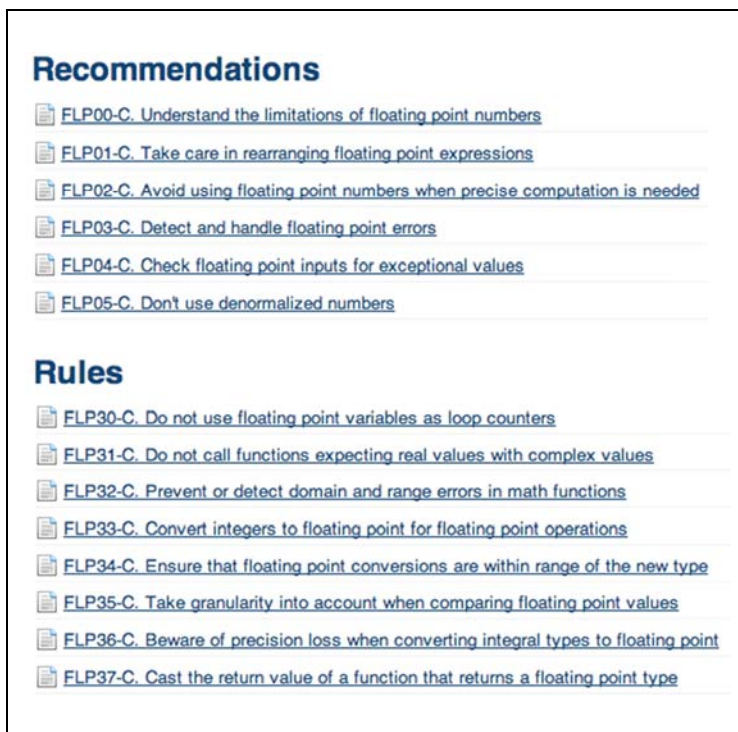 Recommendations
FLP00-C. Understand the limitations of floating point numbers
FLP01-C. Take care in rearranging floating point expressions
FLP02-C. Avoid using floating point numbers when precise computation is needed
FLP03-C. Detect and handle floating point errors
FLP04-C. Check floating point inputs for exceptional values
FLP05-C. Don't use denormalized numbers
Rules
FLP30-C. Do not use floating point variables as loop counters
FLP31-C. Do not call functions expecting real values with complex values
FLP32-C. Prevent or detect domain and range errors in math functions
FLP33-C. Convert integers to floating point for floating point operations
FLP34-C. Ensure that floating point conversions are within range of the new type
FLP35-C. Take granularity into account when comparing floating point values
FLP36-C. Beware of precision loss when converting integral types to floating point
FLP37-C. Cast the return value of a function that returns a floating point type